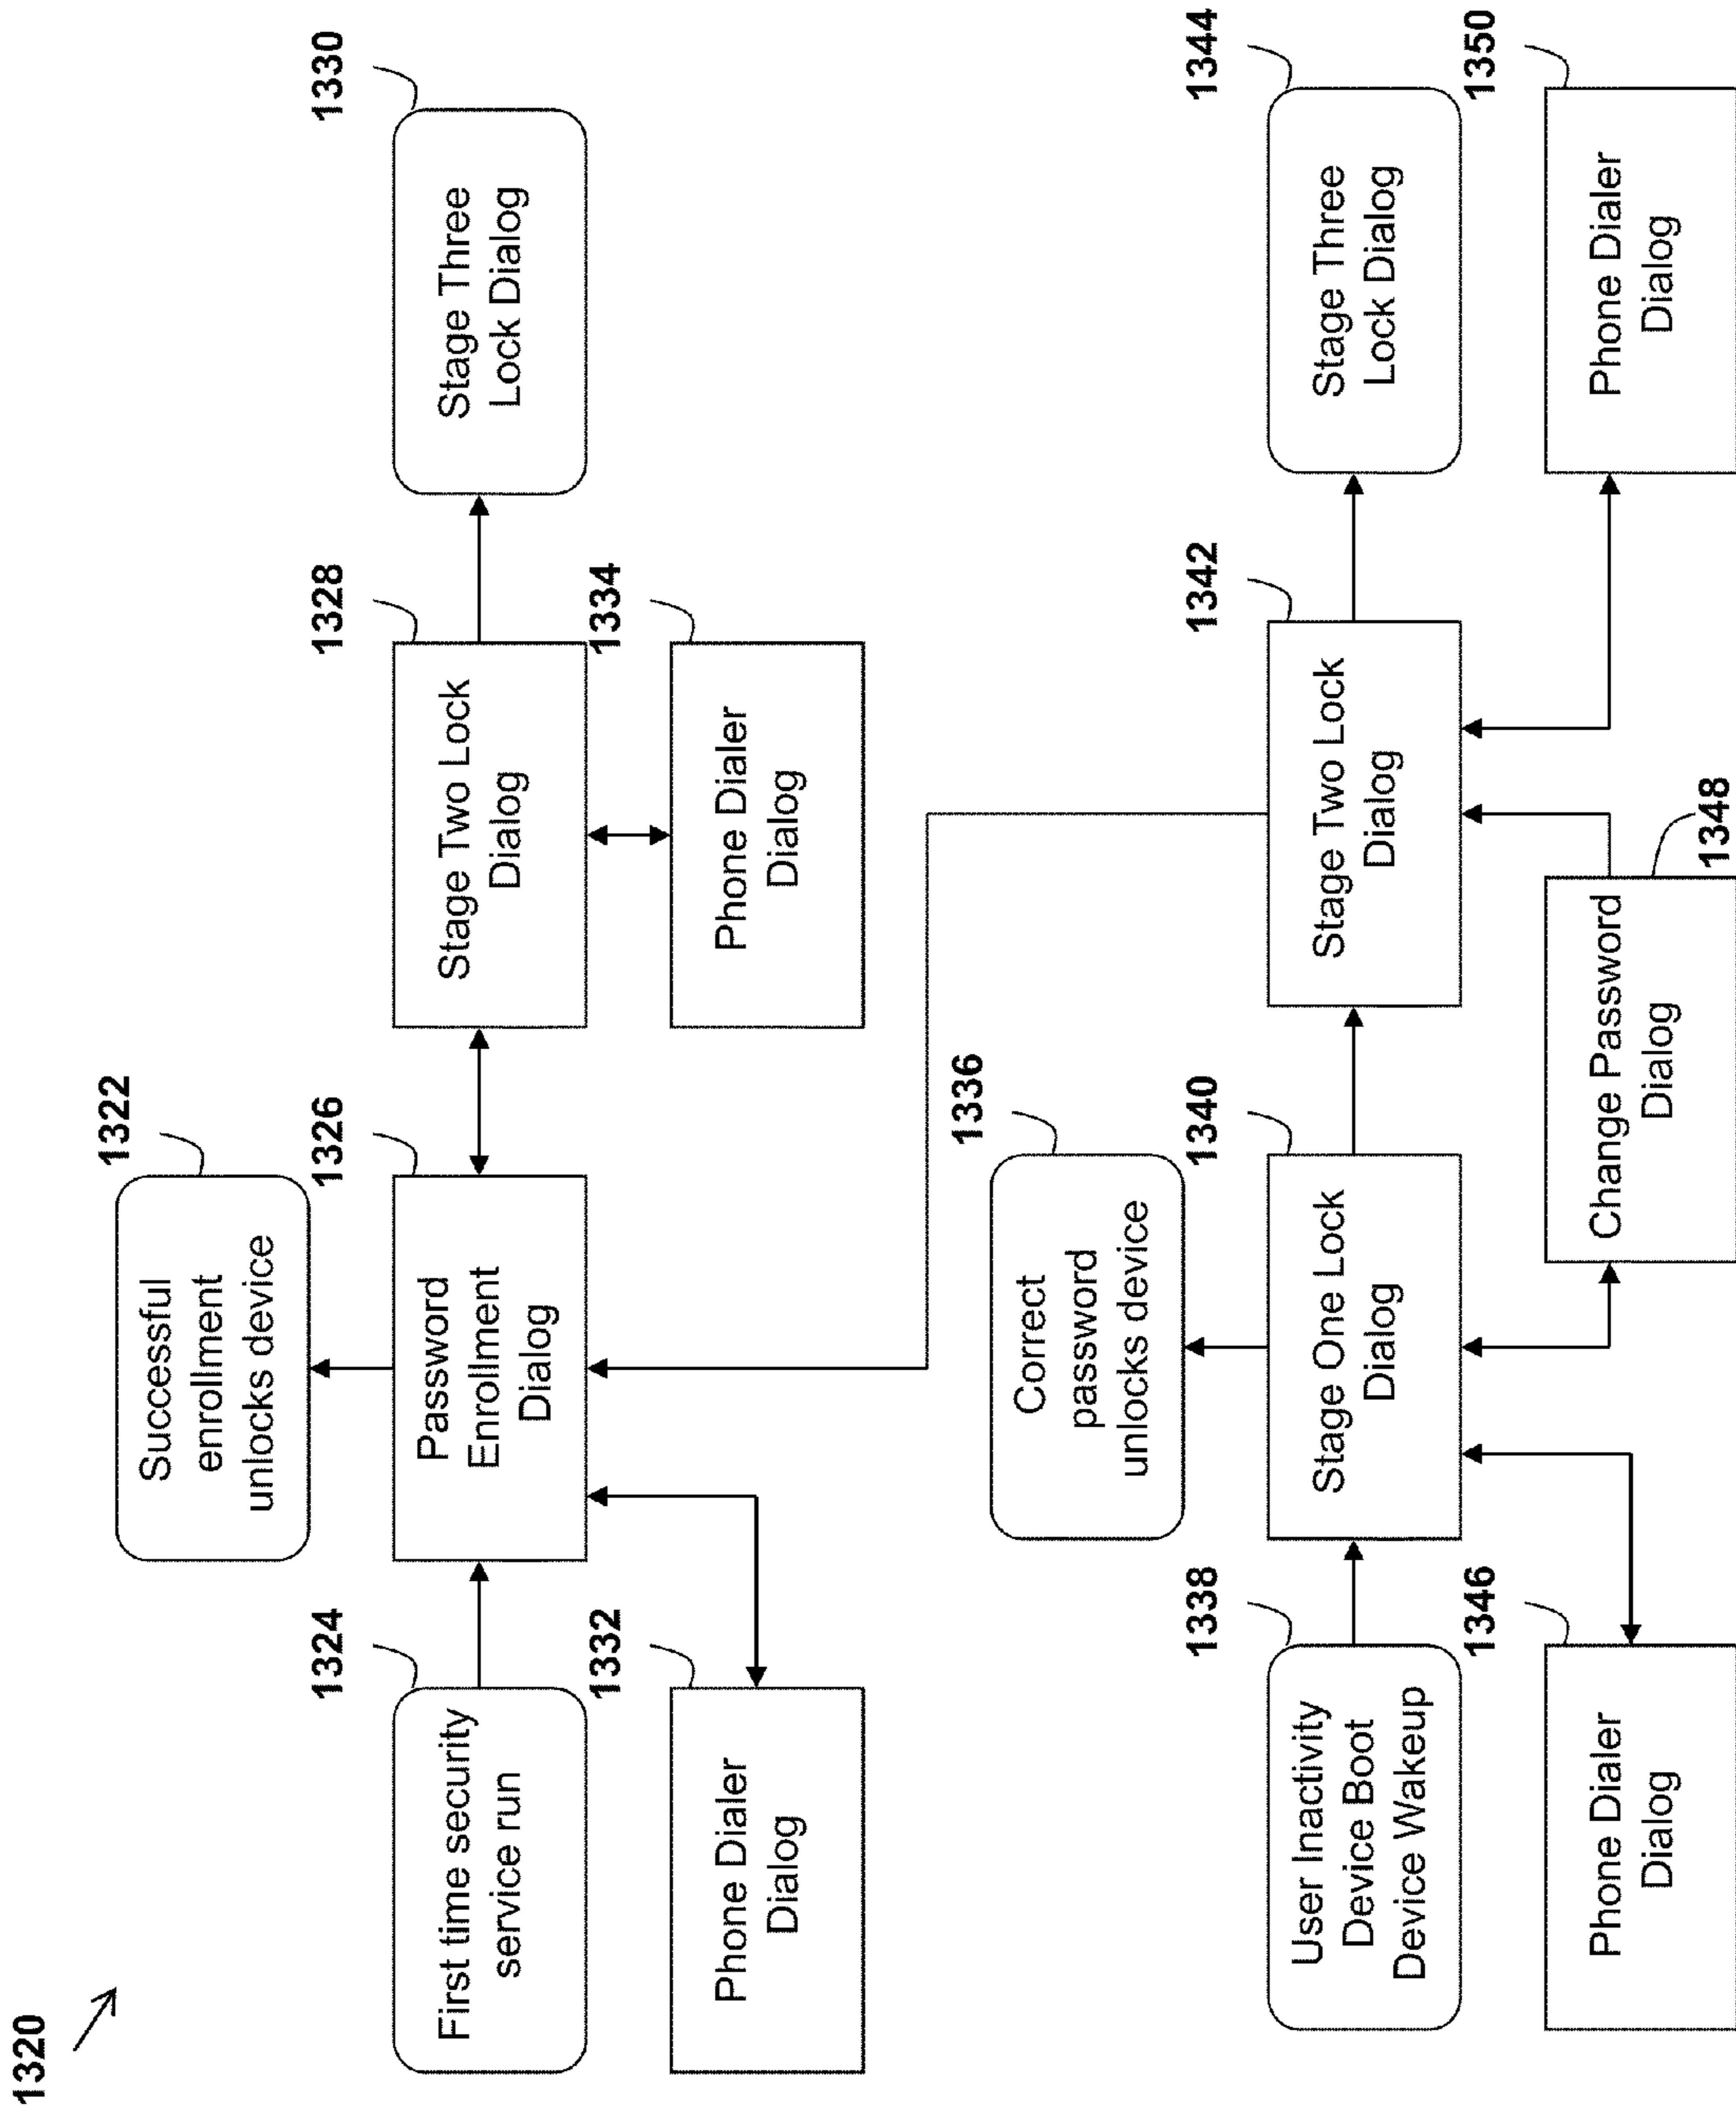 1320
1322
Successful
enrollment
unlocks device
1324
First time security
service run
1326
Password
Enrollment
Dialog
1328
Stage Two Lock
Dialog
1330
Stage Three
Lock Dialog
1332
Phone Dialer
Dialog
1334
Phone Dialer
Dialog
1336
Correct
password
unlocks device
1338
User Inactivity
Device Boot
Device Wakeup
1340
Stage One Lock
Dialog
1342
Stage Two Lock
Dialog
1344
Stage Three
Lock Dialog
1346
Phone Dialer
Dialog
Change Password
Dialog
1348
1350
Phone Dialer
Dialog